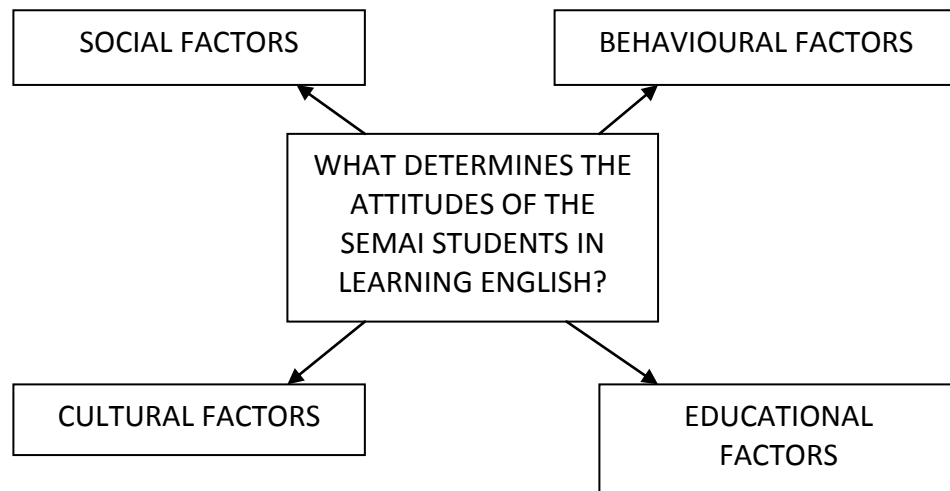 SOCIAL FACTORS
BEHAVIOURAL FACTORS
WHAT DETERMINES THE
ATTITUDES OF THE
SEMAI STUDENTS IN
LEARNING ENGLISH?
CULTURAL FACTORS
EDUCATIONAL
FACTORS